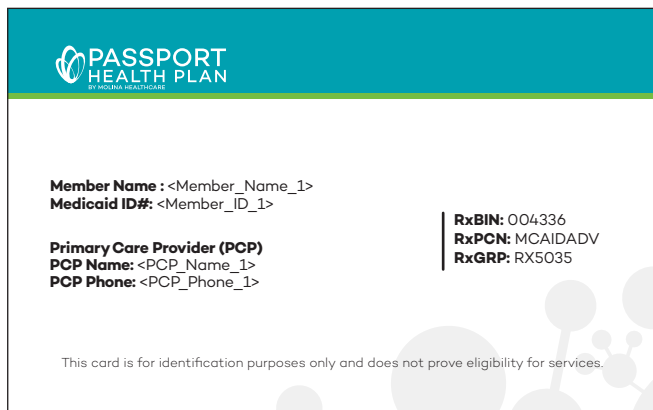 PASSPORT
HEALTH PLAN
BY MOLINA HEALTHCARE
Member Name : <Member_Name_1>
Medicaid ID#: <Member_ID_1>
Primary Care Provider (PCP)
PCP Name: <PCP_Name_1>
PCP Phone: <PCP_Phone_1>
RxBIN: 004336
RxPCN: MCAIDADV
RxGRP: RX5035
This card is for identification purposes only and does not prove eligibility for services.